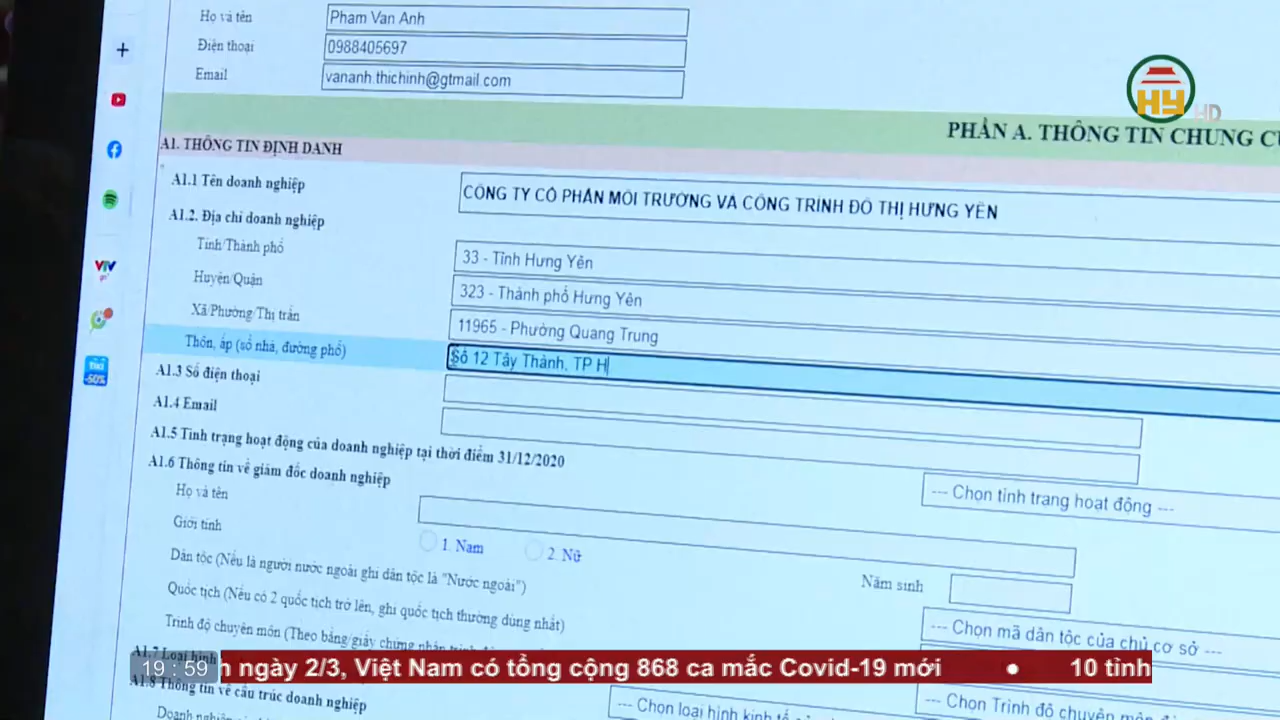 Họ và tên
Pham Van Anh
Điện thoại
0988405697
Email
vananh.thichinh@gtmail.com
HY HD
PHẦN A. THÔNG TIN CHUNG CỦ
A1. THÔNG TIN ĐỊNH DANH
A1.1 Tên doanh nghiệp
CÔNG TY CỔ PHẦN MÔI TRƯỜNG VÀ CÔNG TRÌNH ĐÔ THỊ HƯNG YÊN
A1.2. Địa chỉ doanh nghiệp
Tỉnh/Thành phố
33 - Tỉnh Hưng Yên
Huyện/Quận
323 - Thành phố Hưng Yên
Xã/Phường/Thị trấn
11965 - Phường Quang Trung
Thôn, ấp (số nhà, đường phố)
Số 12 Tây Thành, TP H
A1.3 Số điện thoại
A1.4 Email
A1.5 Tình trạng hoạt động của doanh nghiệp tại thời điểm 31/12/2020
--- Chọn tình trạng hoạt động ---
A1.6 Thông tin về giám đốc doanh nghiệp
Họ và tên
Giới tính
1. Nam
2. Nữ
Năm sinh
Dân tộc (Nếu là người nước ngoài ghi dân tộc là "Nước ngoài")
--- Chọn mã dân tộc của chủ cơ sở ---
Quốc tịch (Nếu có 2 quốc tịch trở lên, ghi quốc tịch thường dùng nhất)
Trình độ chuyên môn (Theo bằng/giấy chứng nhận
--- Chọn Trình độ chuyên môn
A1.7 Loại hình
--- Chọn loại hình kinh tế
A1.8 Thông tin về cấu trúc doanh nghiệp
VTV
go
TIKI
-50%
19:59 ngày 2/3, Việt Nam có tổng cộng 868 ca mắc Covid-19 mới • 10 tỉnh